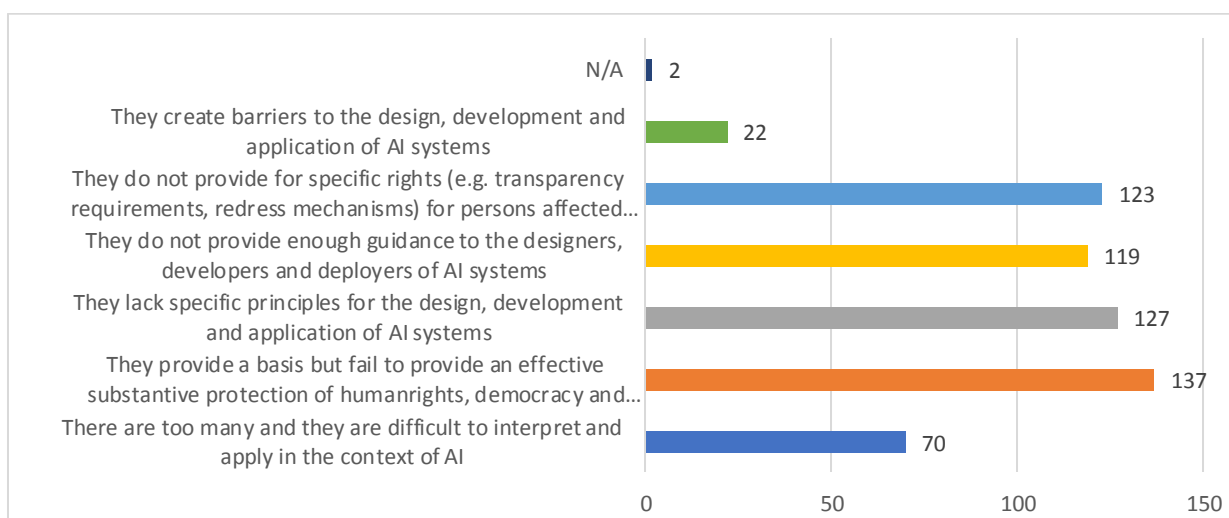 N/A
2
They create barriers to the design, development and
application of AI systems
22
They do not provide for specific rights (e.g. transparency
requirements, redress mechanisms) for persons affected...
123
They do not provide enough guidance to the designers,
developers and deployers of AI systems
119
They lack specific principles for the design, development
and application of AI systems
127
They provide a basis but fail to provide an effective
substantive protection of humanrights, democracy and...
137
There are too many and they are difficult to interpret and
apply in the context of AI
70
0 50 100 150